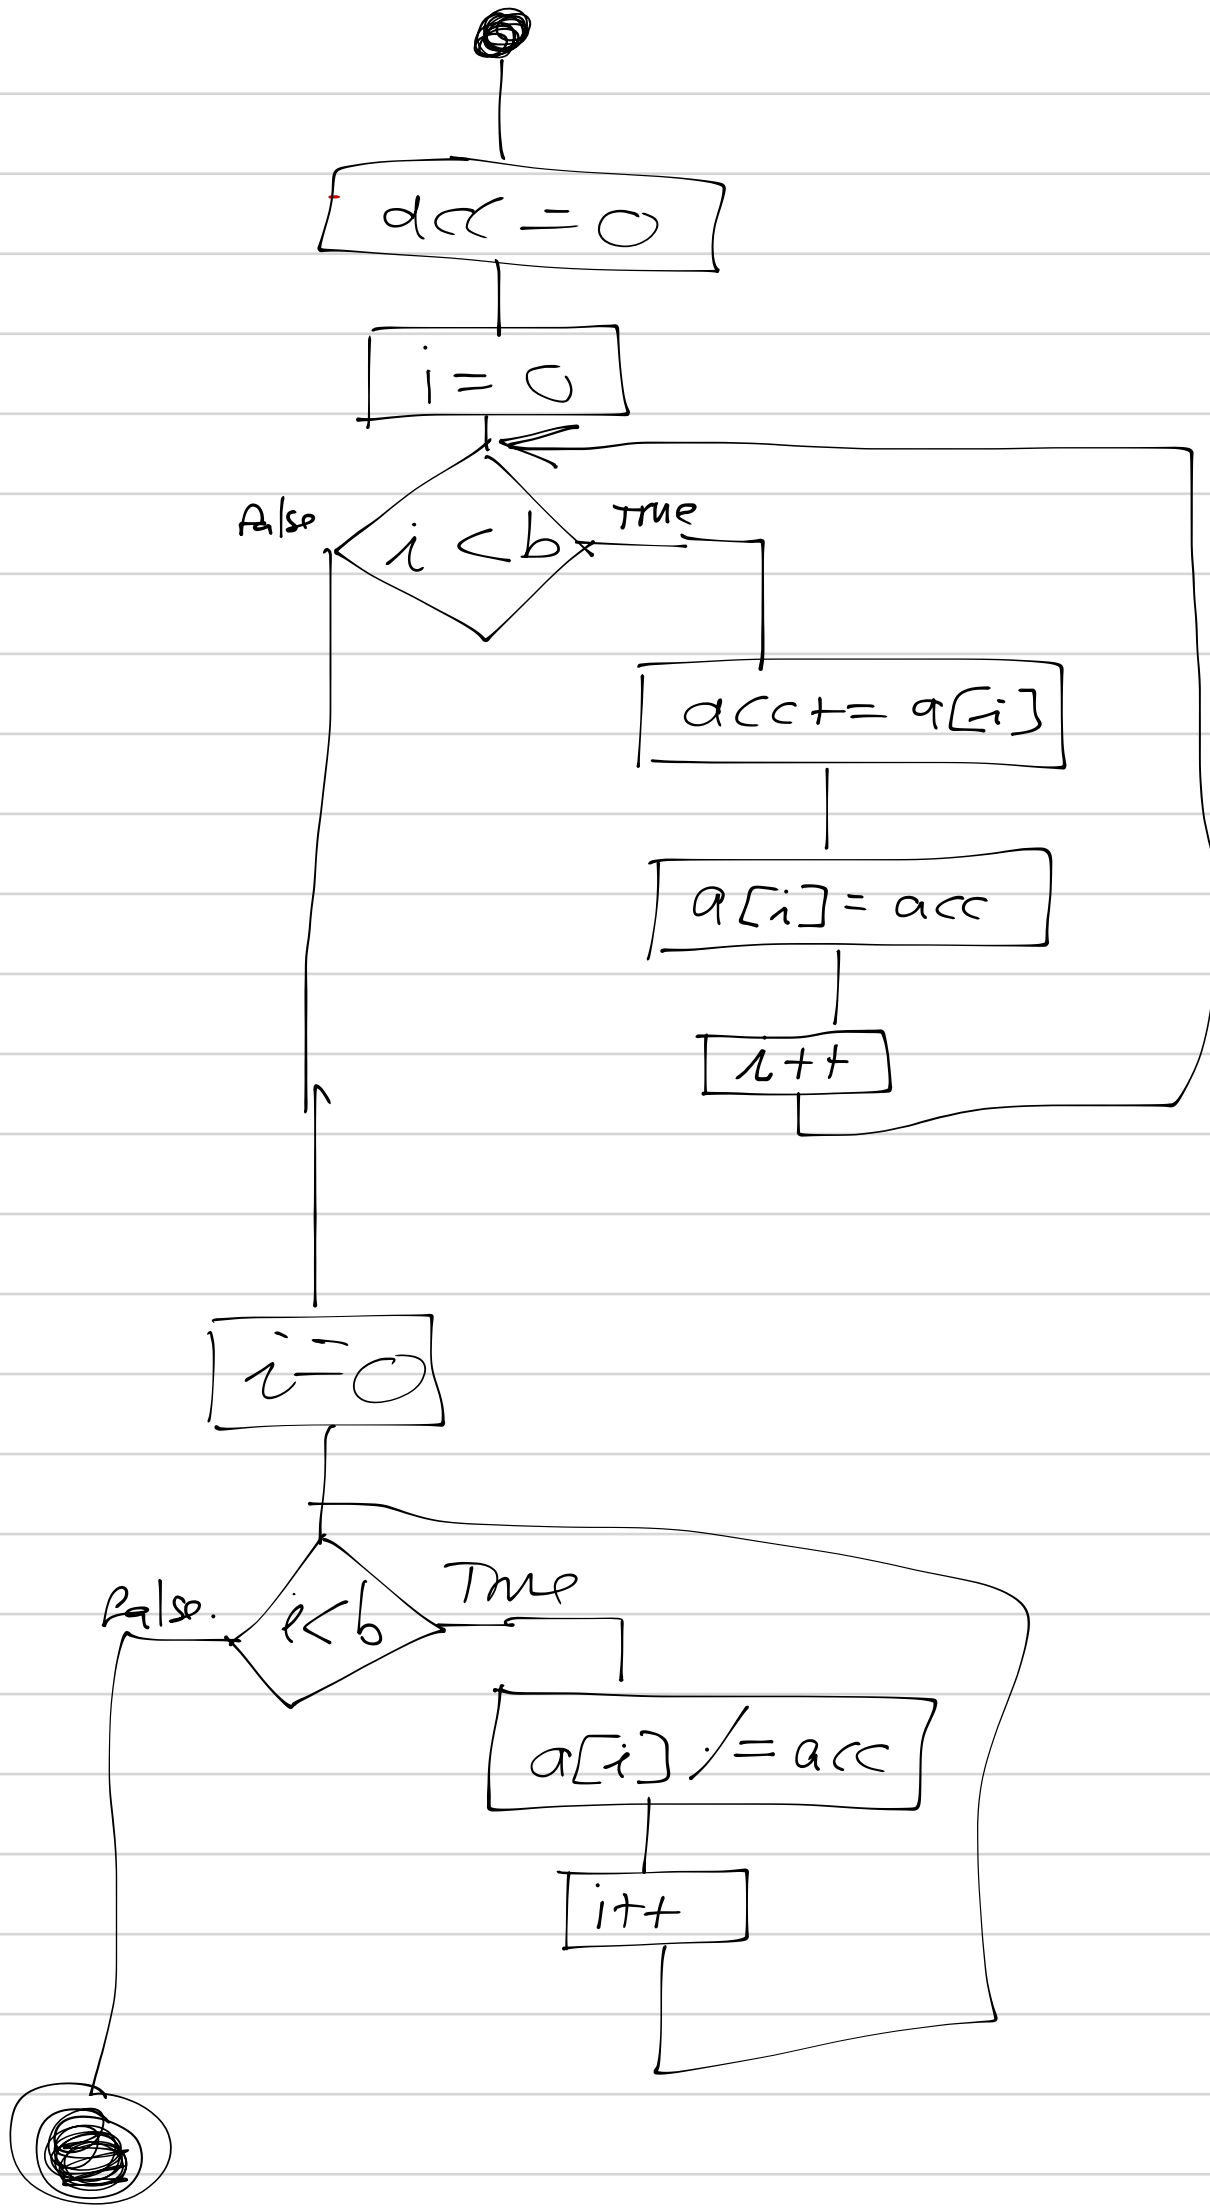 acc = 0
i = 0
false
i < b
True
acc += a[i]
a[i] = acc
i++
i = 0
false.
i < b
True
a[i] /= acc
i++